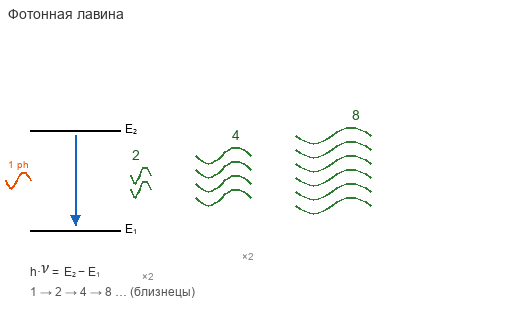 Фотонная лавина
8
E₂
4
2
1 ph
E₁
×2
h·ν = E₂ − E₁
×2
1 → 2 → 4 → 8 … (близнецы)